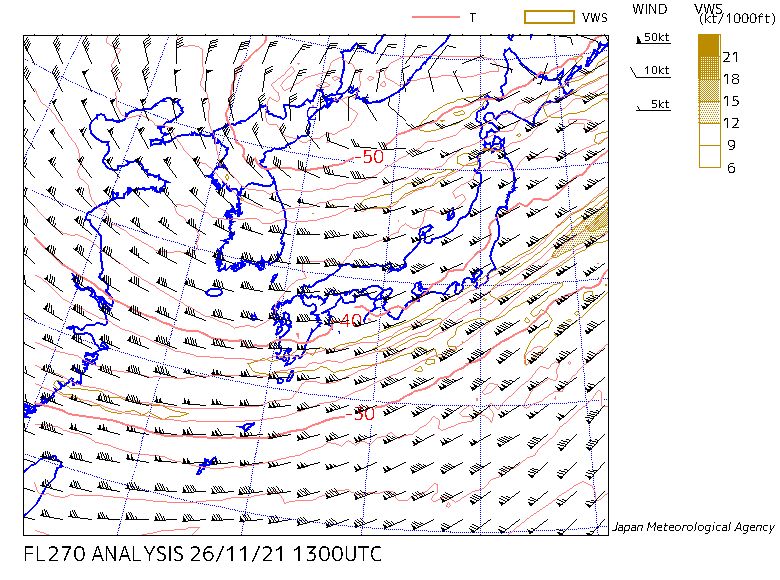 T VWS
WIND
50kt
10kt
5kt
VWS
(kt/1000ft)
21
18
15
12
9
6
-50
-40
-30
Japan Meteorological Agency
FL270 ANALYSIS 26/11/21 1300UTC